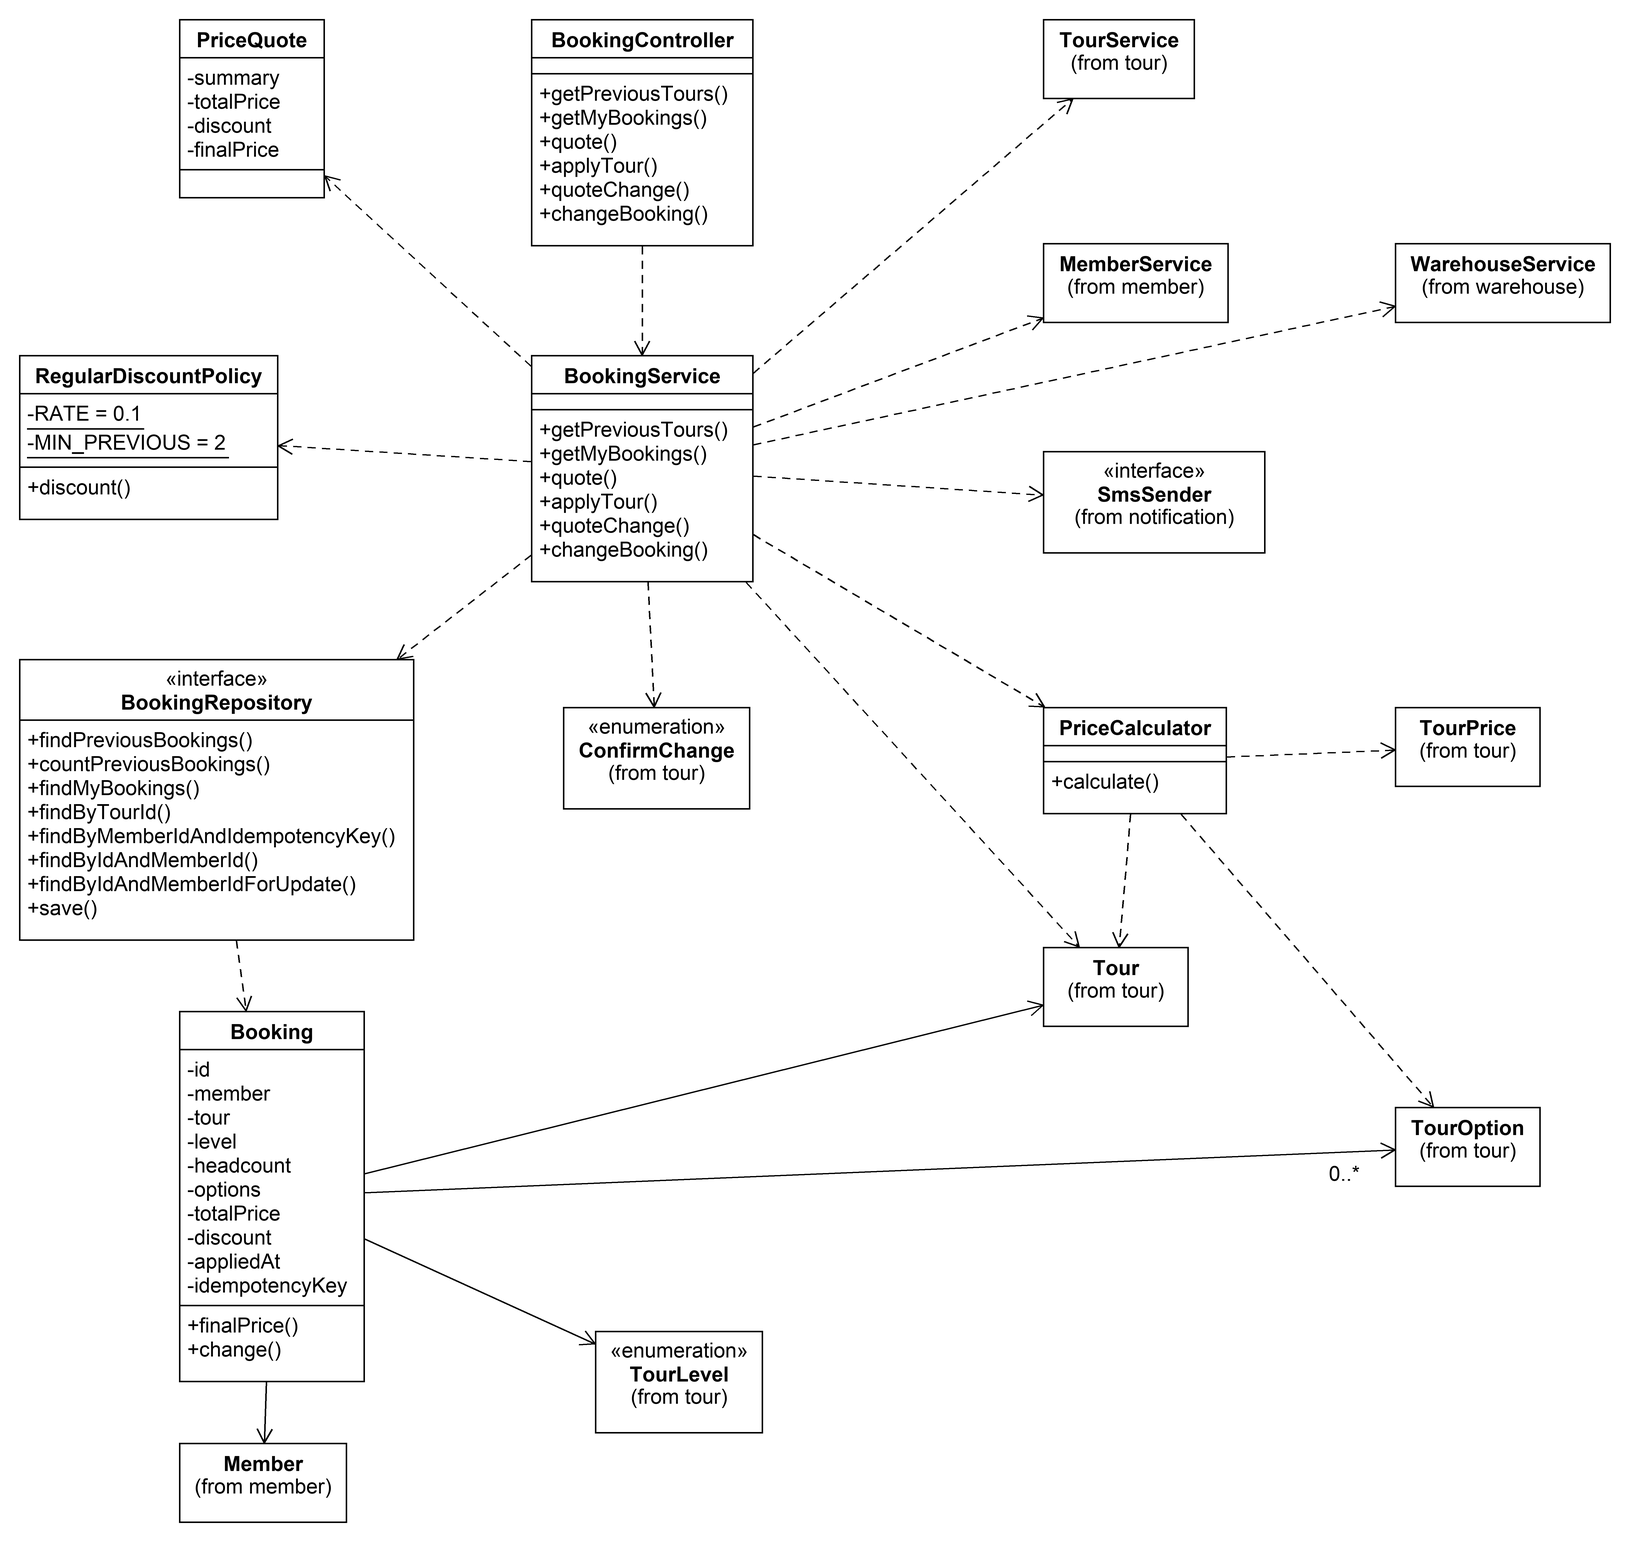 PriceQuote
-summary
-totalPrice
-discount
-finalPrice
BookingController
+getPreviousTours()
+getMyBookings()
+quote()
+applyTour()
+quoteChange()
+changeBooking()
TourService
(from tour)
MemberService
(from member)
WarehouseService
(from warehouse)
RegularDiscountPolicy
-RATE = 0.1
-MIN_PREVIOUS = 2
+discount()
BookingService
+getPreviousTours()
+getMyBookings()
+quote()
+applyTour()
+quoteChange()
+changeBooking()
«interface»
SmsSender
(from notification)
«interface»
BookingRepository
+findPreviousBookings()
+countPreviousBookings()
+findMyBookings()
+findByTourId()
+findByMemberIdAndIdempotencyKey()
+findByIdAndMemberId()
+findByIdAndMemberIdForUpdate()
+save()
«enumeration»
ConfirmChange
(from tour)
PriceCalculator
+calculate()
TourPrice
(from tour)
Tour
(from tour)
Booking
-id
-member
-tour
-level
-headcount
-options
-totalPrice
-discount
-appliedAt
-idempotencyKey
+finalPrice()
+change()
TourOption
(from tour)
0..*
«enumeration»
TourLevel
(from tour)
Member
(from member)